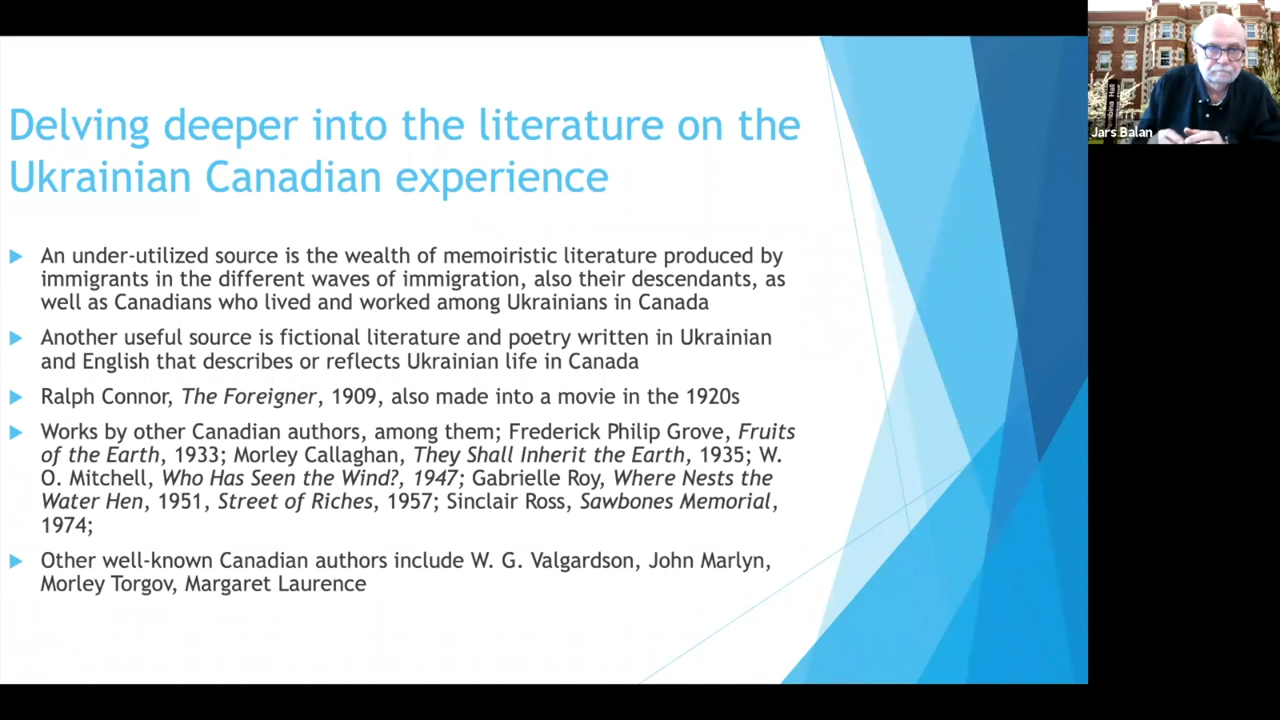 Delving deeper into the literature on the
Ukrainian Canadian experience
An under-utilized source is the wealth of memoiristic literature produced by
immigrants in the different waves of immigration, also their descendants, as
well as Canadians who lived and worked among Ukrainians in Canada
Another useful source is fictional literature and poetry written in Ukrainian
and English that describes or reflects Ukrainian life in Canada
Ralph Connor, The Foreigner, 1909, also made into a movie in the 1920s
Works by other Canadian authors, among them; Frederick Philip Grove, Fruits
of the Earth, 1933; Morley Callaghan, They Shall Inherit the Earth, 1935; W.
O. Mitchell, Who Has Seen the Wind?, 1947; Gabrielle Roy, Where Nests the
Water Hen, 1951, Street of Riches, 1957; Sinclair Ross, Sawbones Memorial,
1974;
Other well-known Canadian authors include W. G. Valgardson, John Marlyn,
Morley Torgov, Margaret Laurence
Jars Balan